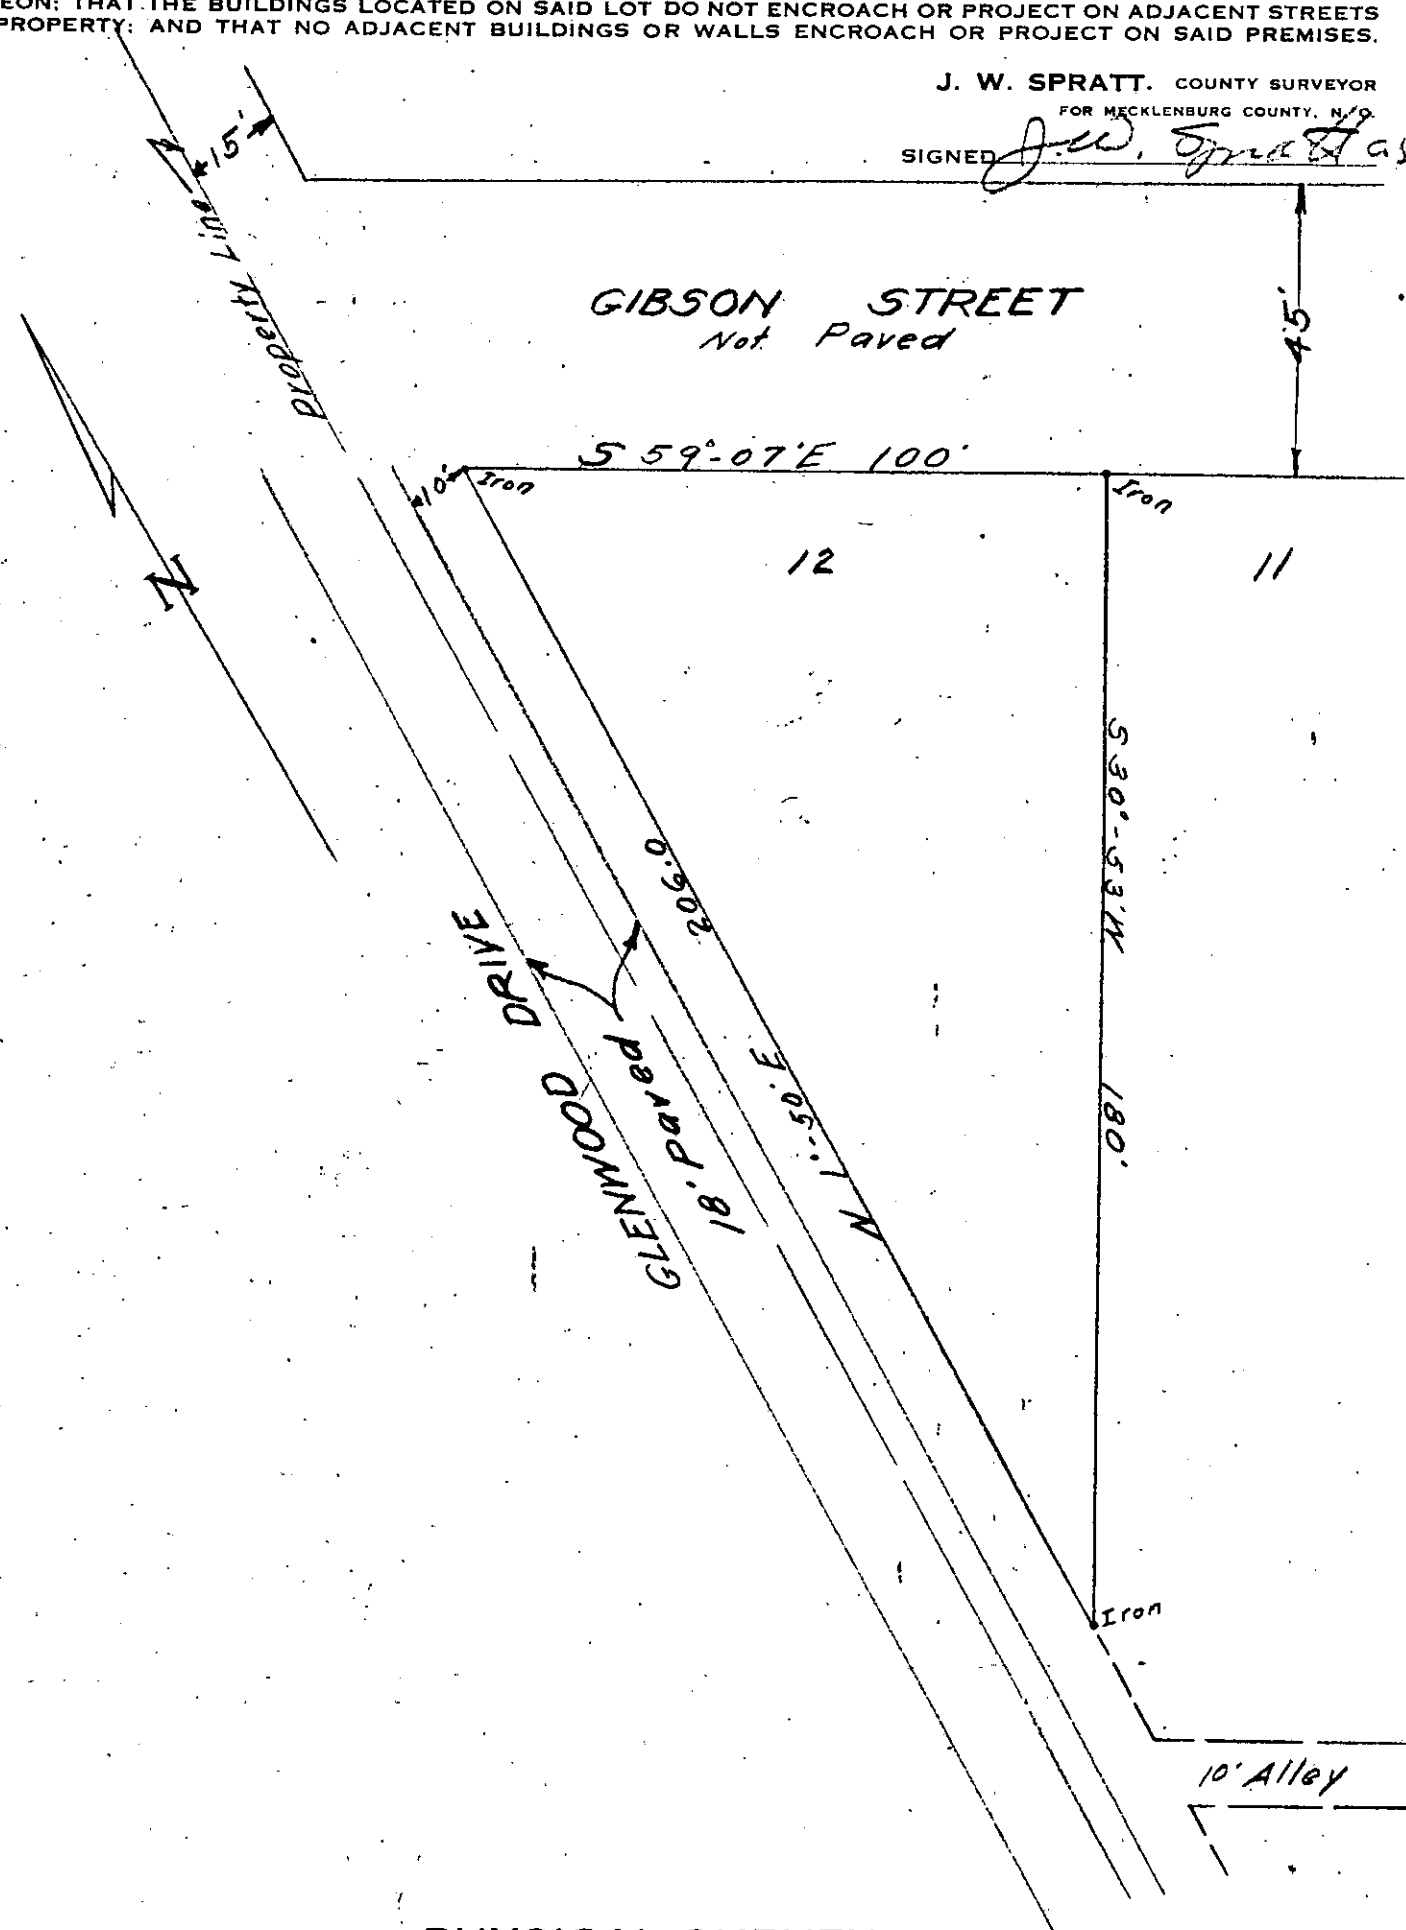 EON; THAT THE BUILDINGS LOCATED ON SAID LOT DO NOT ENCROACH OR PROJECT ON ADJACENT STREETS
PROPERTY: AND THAT NO ADJACENT BUILDINGS OR WALLS ENCROACH OR PROJECT ON SAID PREMISES.
J. W. SPRATT. COUNTY SURVEYOR
FOR MECKLENBURG COUNTY, N.C.
SIGNED J. W. Spratt
15'
Property Line
GIBSON STREET
Not Paved
45'
S 59°-07'E 100'
10'
Iron
Iron
N
12
11
S 30°-53'W 180'
206.0
N 1°-50'E
GLENWOOD DRIVE
18' Paved
Iron
10' Alley